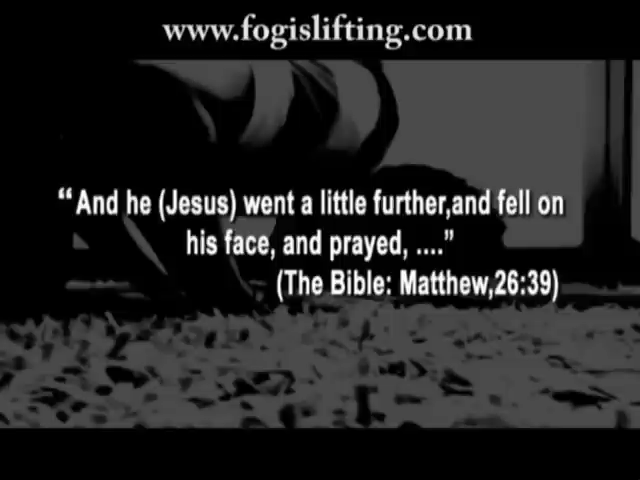 www.fogislifting.com
“And he (Jesus) went a little further,and fell on
his face, and prayed, ....”
(The Bible: Matthew,26:39)